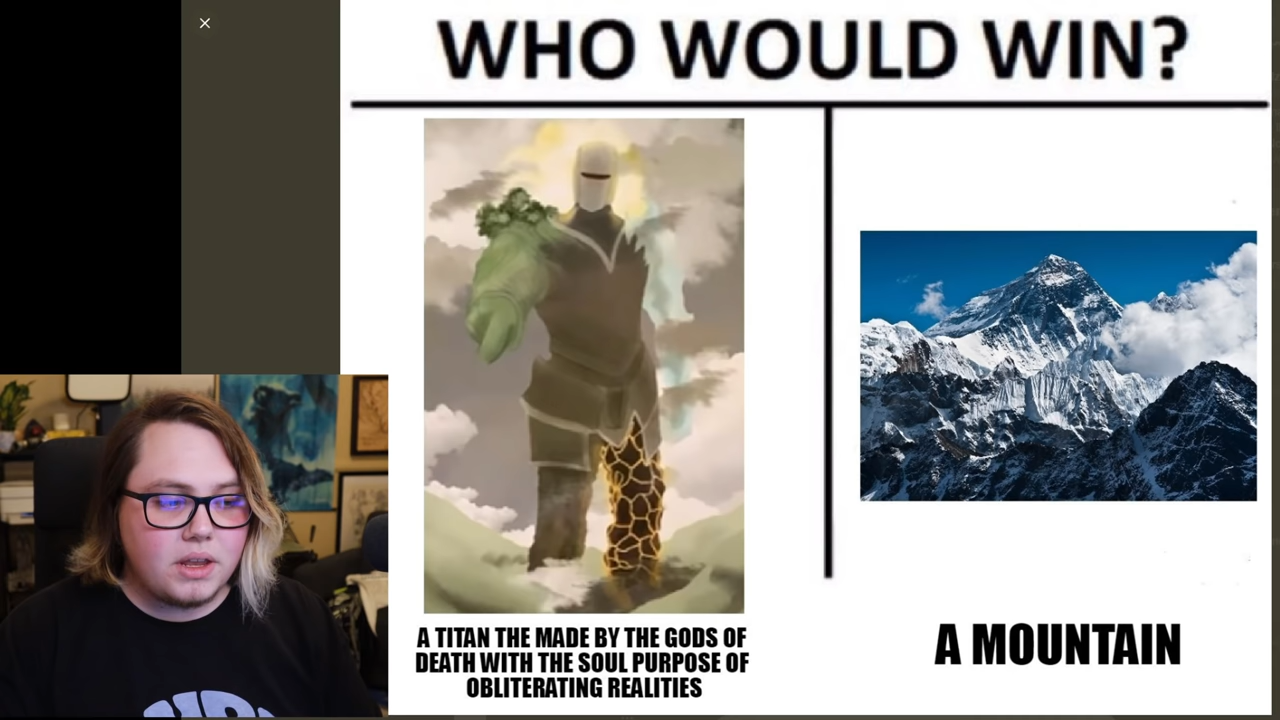 WHO WOULD WIN?
A TITAN THE MADE BY THE GODS OF
DEATH WITH THE SOUL PURPOSE OF
OBLITERATING REALITIES
A MOUNTAIN